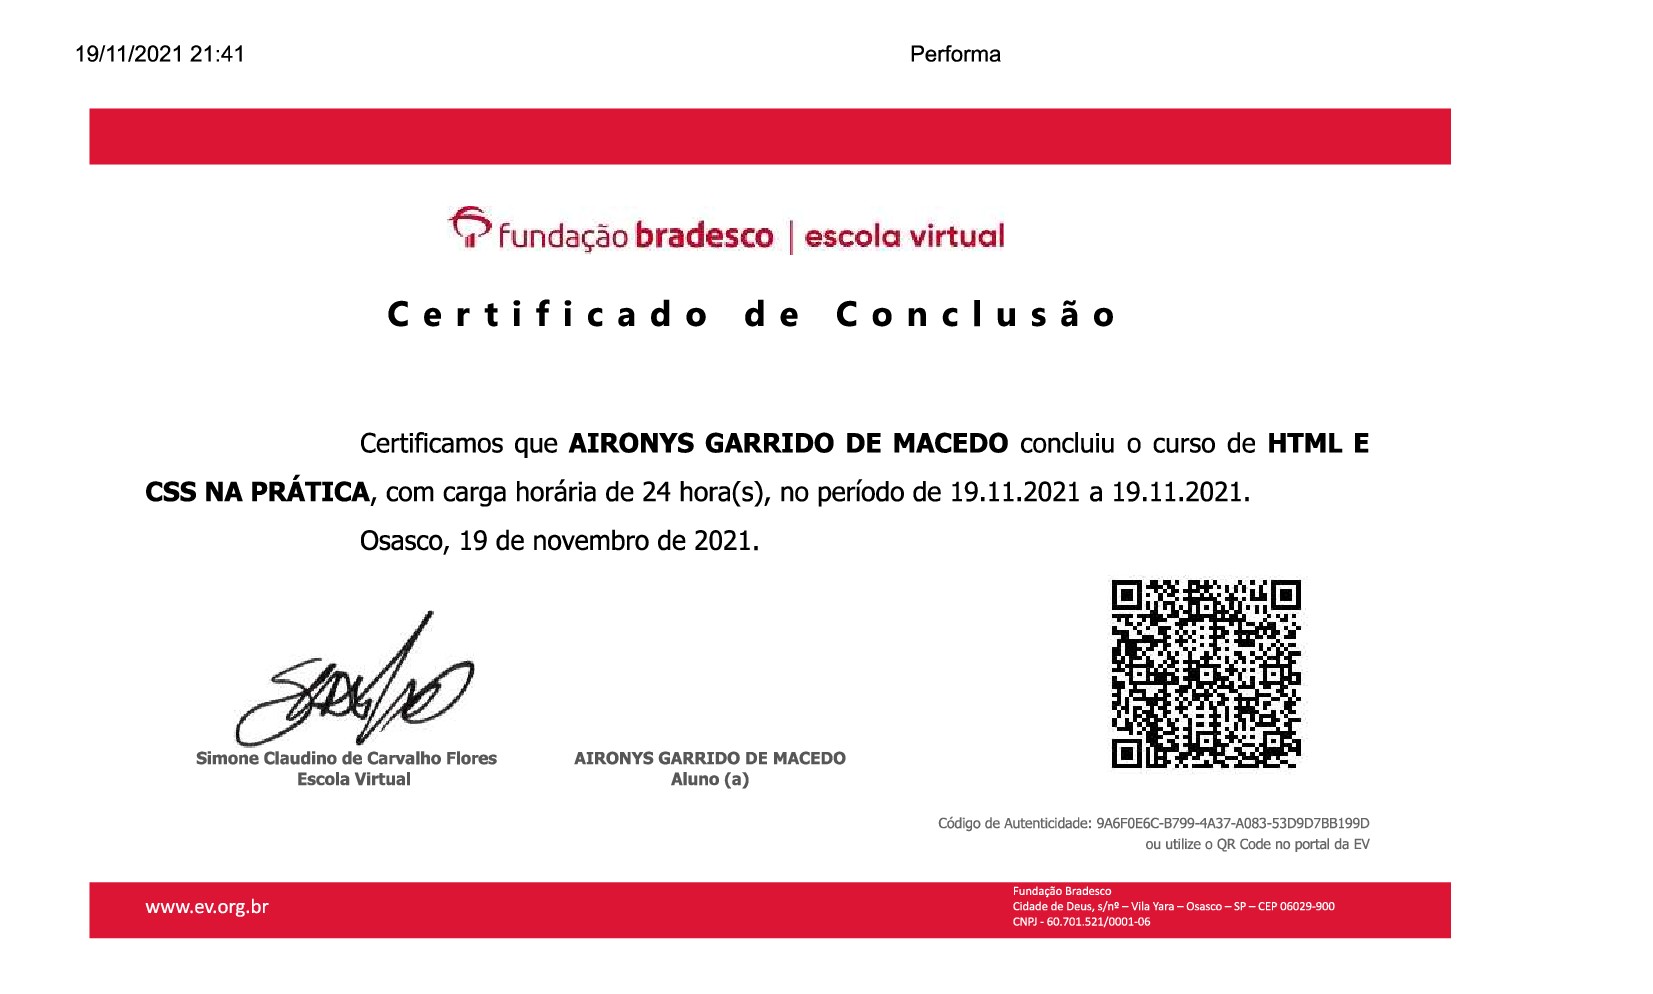 19/11/2021 21:41 Performa
fundação bradesco | escola virtual
Certificado de Conclusão
Certificamos que AIRONYS GARRIDO DE MACEDO concluiu o curso de HTML E
CSS NA PRÁTICA, com carga horária de 24 hora(s), no período de 19.11.2021 a 19.11.2021.
Osasco, 19 de novembro de 2021.
Simone Claudino de Carvalho Flores
Escola Virtual
AIRONYS GARRIDO DE MACEDO
Aluno (a)
Código de Autenticidade: 9A6F0E6C-B799-4A37-A083-53D9D7BB199D
ou utilize o QR Code no portal da EV
www.ev.org.br
Fundação Bradesco
Cidade de Deus, s/nº – Vila Yara – Osasco – SP – CEP 06029-900
CNPJ - 60.701.521/0001-06